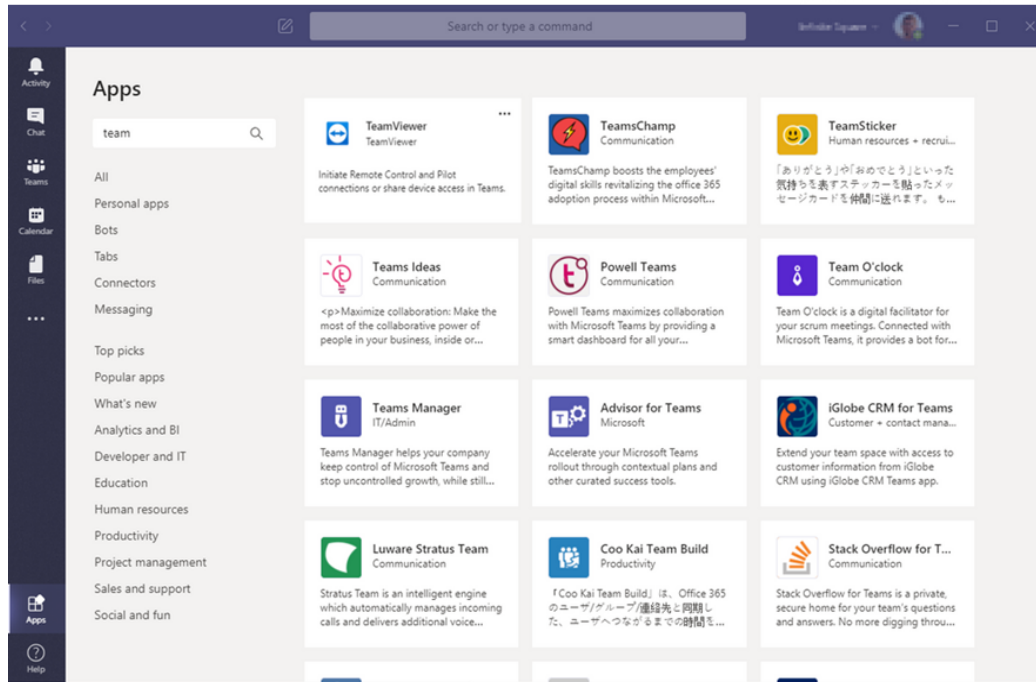 Search or type a command
Activity
Chat
Teams
Calendar
Files
Apps
Help
Apps
team
All
Personal apps
Bots
Tabs
Connectors
Messaging
Top picks
Popular apps
What's new
Analytics and BI
Developer and IT
Education
Human resources
Productivity
Project management
Sales and support
Social and fun
TeamViewer
TeamViewer
Initiate Remote Control and Pilot
connections or share device access in Teams.
TeamsChamp
Communication
TeamsChamp boosts the employees'
digital skills revitalizing the office 365
adoption process within Microsoft...
TeamSticker
Human resources + recrui...
「ありがとう」や「おめでとう」といった
気持ちを表すステッカーを貼ったメッ
セージカードを仲間に送れます。 も...
Teams Ideas
Communication
<p>Maximize collaboration: Make the
most of the collaborative power of
people in your business, inside or...
Powell Teams
Communication
Powell Teams maximizes collaboration
with Microsoft Teams by providing a
smart dashboard for all your...
Team O'clock
Communication
Team O'clock is a digital facilitator for
your scrum meetings. Connected with
Microsoft Teams, it provides a bot for...
Teams Manager
IT/Admin
Teams Manager helps your company
keep control of Microsoft Teams and
stop uncontrolled growth, while still...
Advisor for Teams
Microsoft
Accelerate your Microsoft Teams
rollout through contextual plans and
other curated success tools.
iGlobe CRM for Teams
Customer + contact mana...
Extend your team space with access to
customer information from iGlobe
CRM using iGlobe CRM Teams app.
Luware Stratus Team
Communication
Stratus Team is an intelligent engine
which automatically manages incoming
calls and delivers additional voice...
Coo Kai Team Build
Productivity
「Coo Kai Team Build」は、Office 365
のユーザ/グループ/連絡先と同期し
た、ユーザへつながるまでの時間を...
Stack Overflow for T...
Communication
Stack Overflow for Teams is a private,
secure home for your team's questions
and answers. No more digging throu...